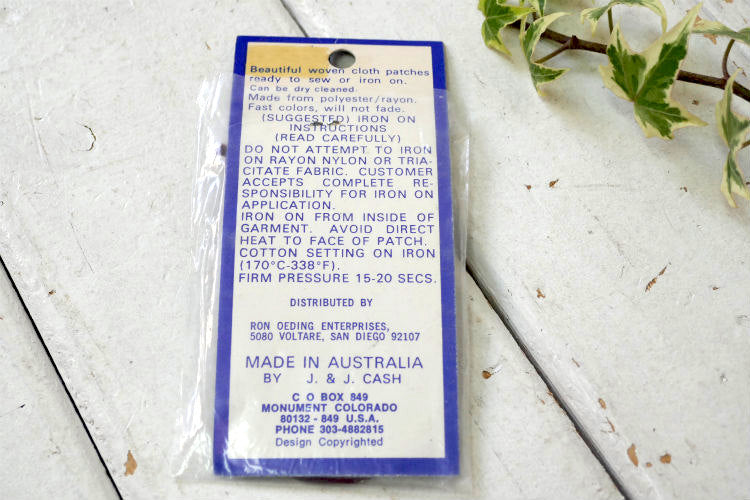 Beautiful woven cloth patches
ready to sew or iron on.
Can be dry cleaned.
Made from polyester/rayon.
Fast colors, will not fade.
(SUGGESTED) IRON ON
INSTRUCTIONS
(READ CAREFULLY)
DO NOT ATTEMPT TO IRON
ON RAYON NYLON OR TRIA-
CITATE FABRIC. CUSTOMER
ACCEPTS COMPLETE RE-
SPONSIBILITY FOR IRON ON
APPLICATION.
IRON ON FROM INSIDE OF
GARMENT. AVOID DIRECT
HEAT TO FACE OF PATCH.
COTTON SETTING ON IRON
(170°C-338°F).
FIRM PRESSURE 15-20 SECS.
DISTRIBUTED BY
RON OEDING ENTERPRISES,
5080 VOLTARE, SAN DIEGO 92107
MADE IN AUSTRALIA
BY J. & J. CASH
C O BOX 849
MONUMENT COLORADO
80132 - 849 U.S.A.
PHONE 303-4882815
Design Copyrighted